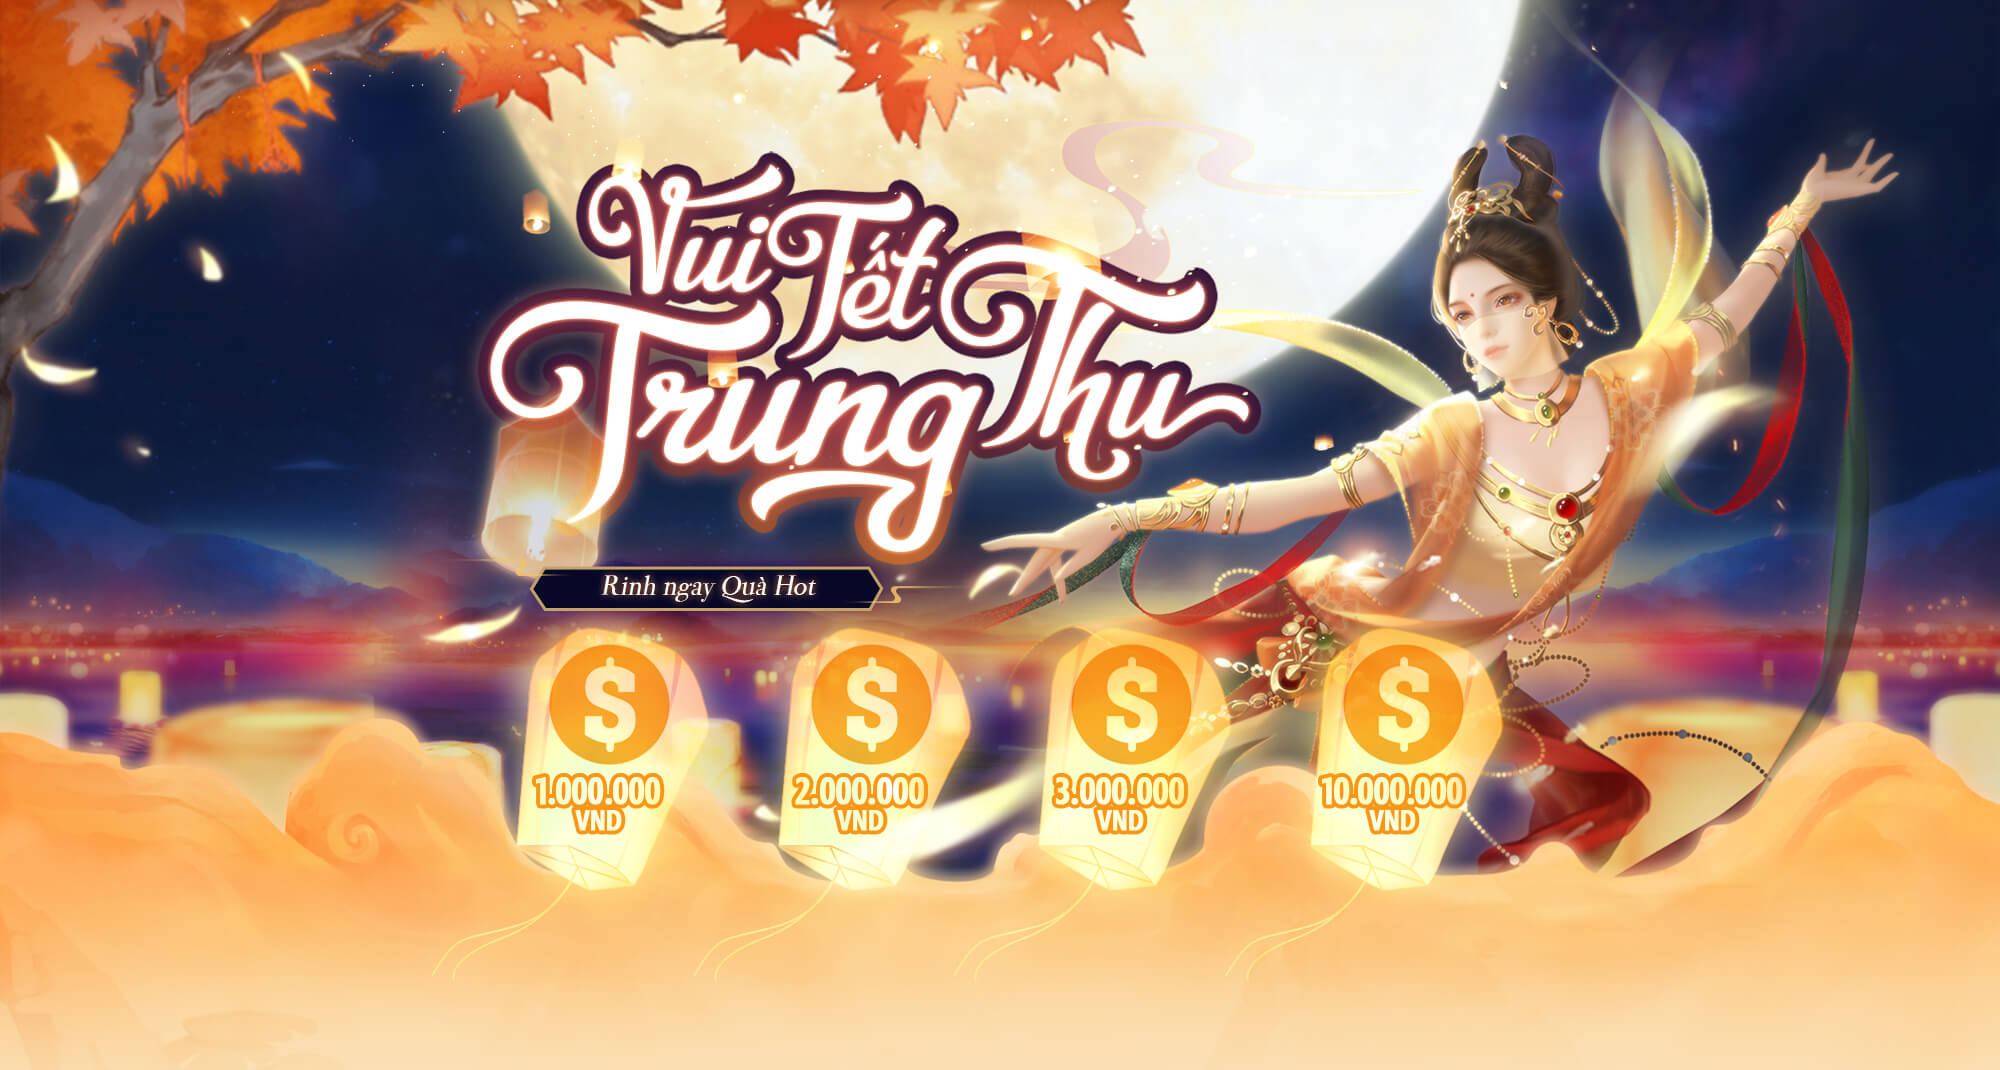 Vui Tết
Trung Thu
Rinh ngay Quà Hot
$ $ $ $
1.000.000 2.000.000 3.000.000 10.000.000
VND VND VND VND